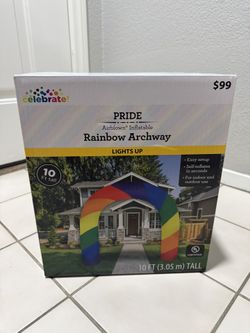 celebrate!
$99
PRIDE
Airblown® Inflatable
Rainbow Archway
LIGHTS UP
10
FT TALL
• Easy setup
• Self-inflates
in seconds
• For indoor and
outdoor use
10 FT (3.05 m) TALL